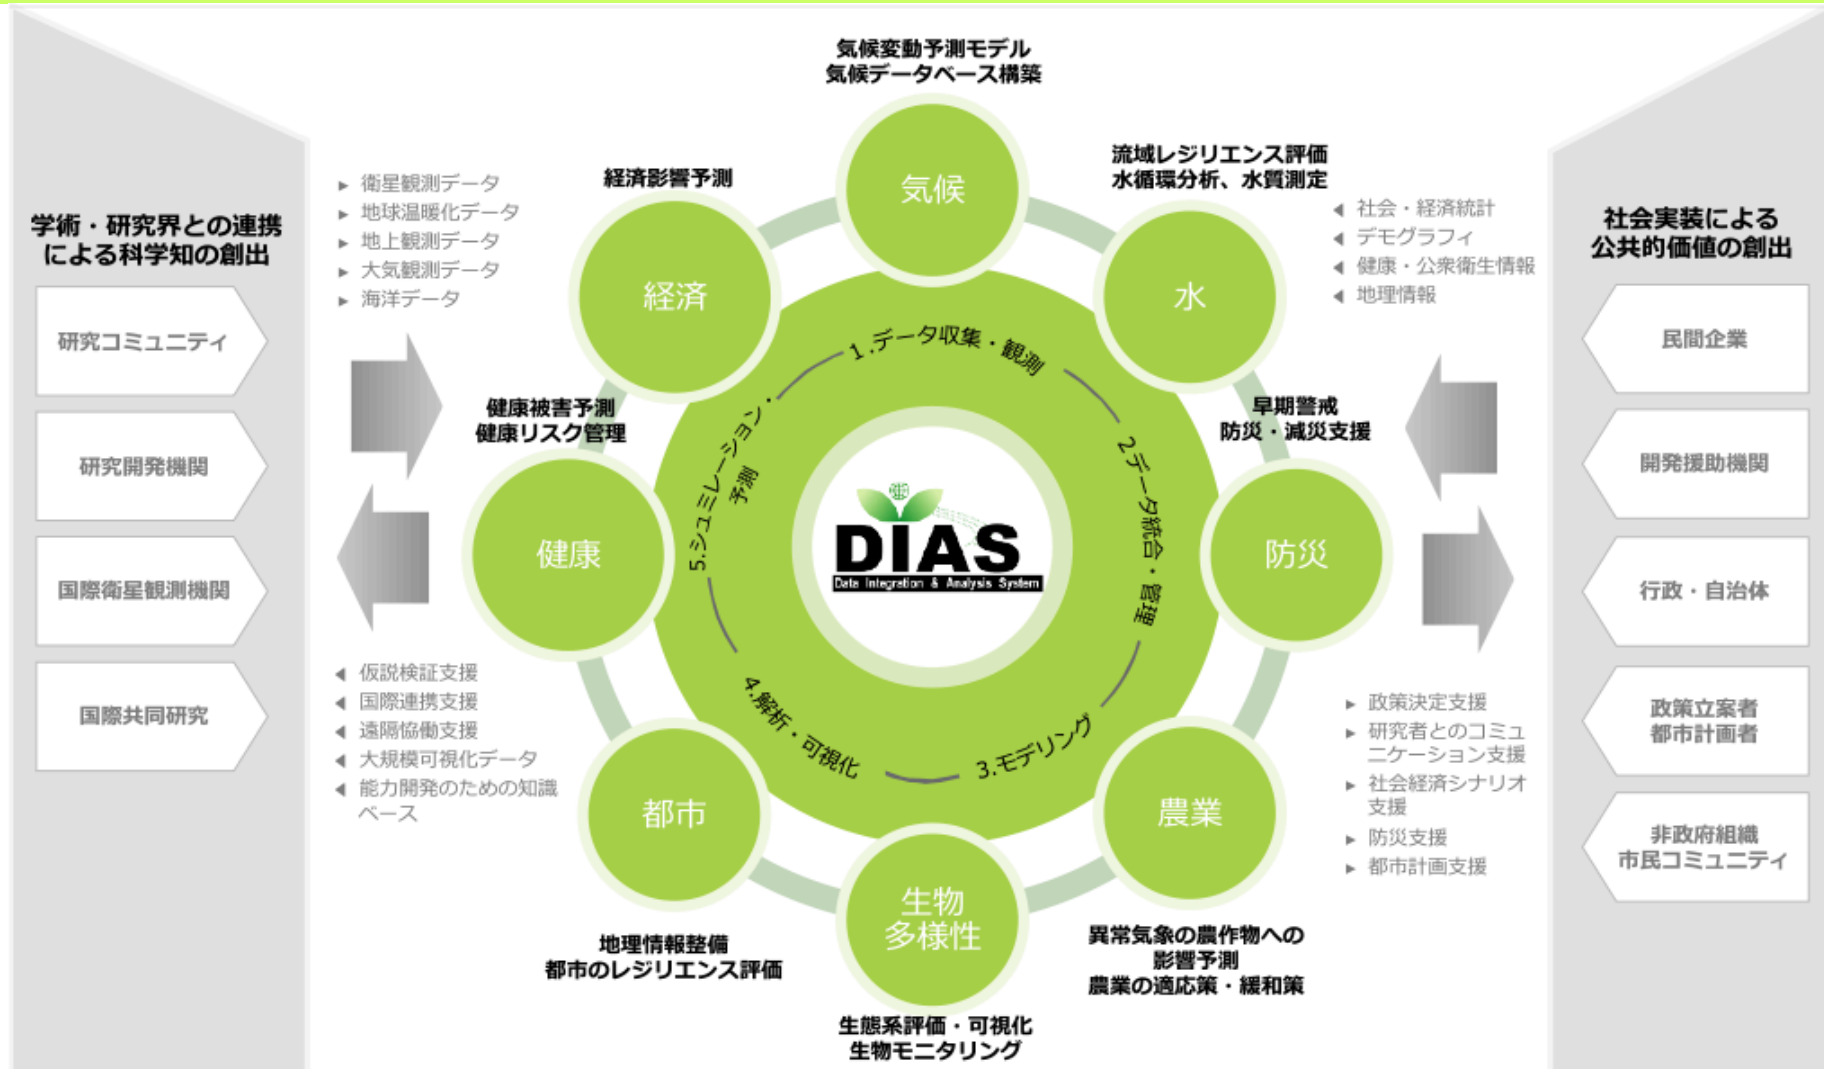 学術・研究界との連携
による科学知の創出
研究コミュニティ
研究開発機関
国際衛星観測機関
国際共同研究
衛星観測データ
地球温暖化データ
地上観測データ
大気観測データ
海洋データ
仮説検証支援
国際連携支援
遠隔協働支援
大規模可視化データ
能力開発のための知識
ベース
気候変動予測モデル
気候データベース構築
気候
経済影響予測
経済
流域レジリエンス評価
水循環分析、水質測定
水
健康被害予測
健康リスク管理
健康
早期警戒
防災・減災支援
防災
1.データ収集・観測
2データ統合・管理
3.モデリング
4.解析・可視化
5.シュミレーション・
予測
DIAS
Data Integration & Analysis System
都市
地理情報整備
都市のレジリエンス評価
生物
多様性
生態系評価・可視化
生物モニタリング
農業
異常気象の農作物への
影響予測
農業の適応策・緩和策
社会・経済統計
デモグラフィ
健康・公衆衛生情報
地理情報
政策決定支援
研究者とのコミュ
ニケーション支援
社会経済シナリオ
支援
防災支援
都市計画支援
社会実装による
公共的価値の創出
民間企業
開発援助機関
行政・自治体
政策立案者
都市計画者
非政府組織
市民コミュニティ